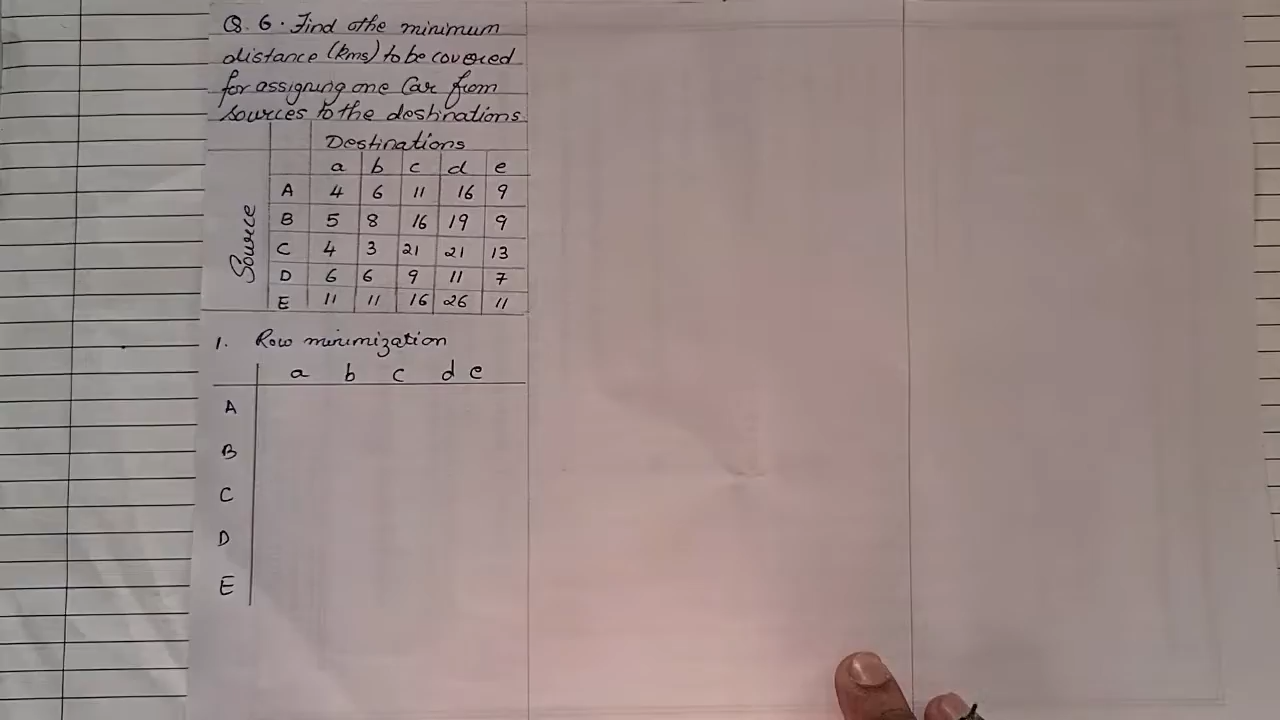 Q. 6. Find the minimum
distance (kms) to be covered
for assigning one Car from
sources to the destinations
Destinations
a b c d e
Source
A 4 6 11 16 9
B 5 8 16 19 9
C 4 3 21 21 13
D 6 6 9 11 7
E 11 11 16 26 11
1. Row minimization
a b c d e
A
B
C
D
E